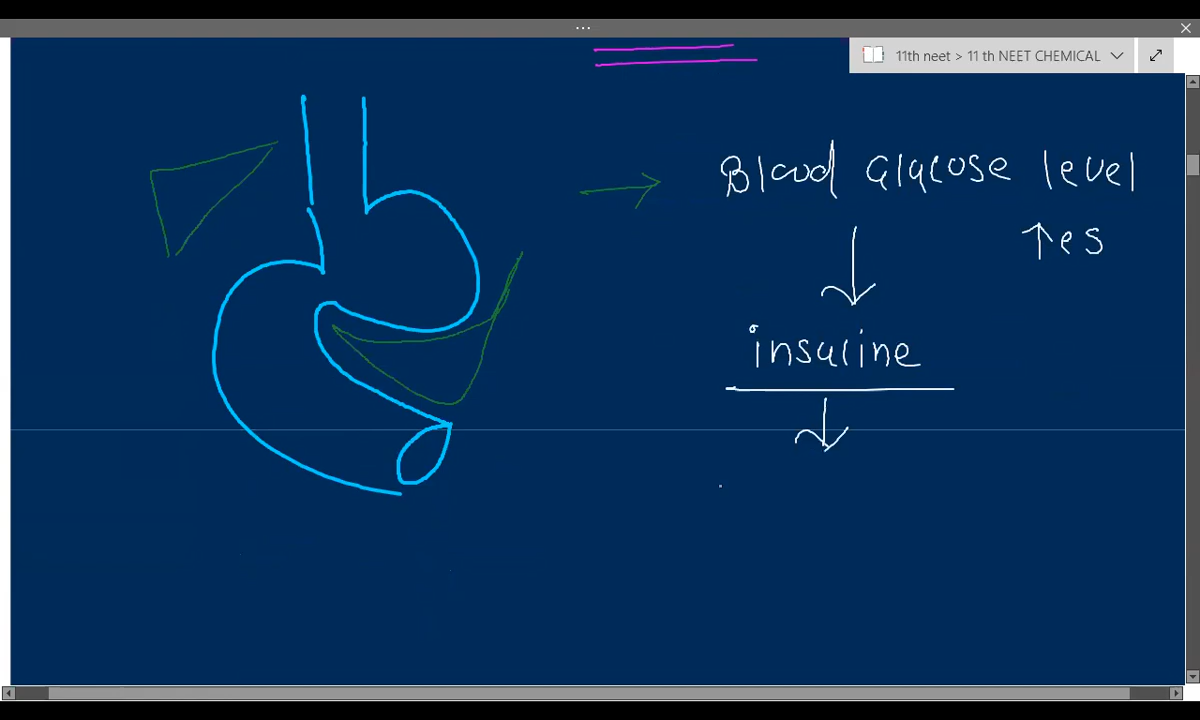 11th neet > 11 th NEET CHEMICAL
Blood Glucose level
↑es
insuline